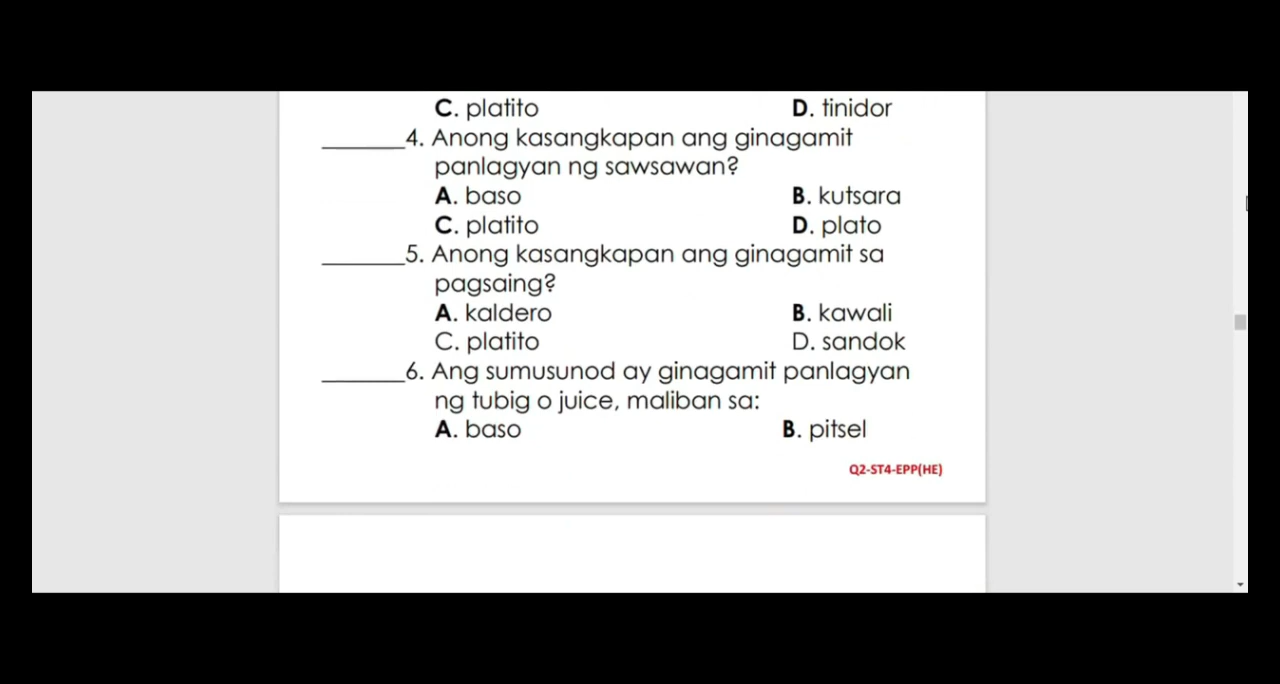 C. platito D. tinidor
_______4. Anong kasangkapan ang ginagamit
panlagyan ng sawsawan?
A. baso B. kutsara
C. platito D. plato
_______5. Anong kasangkapan ang ginagamit sa
pagsaing?
A. kaldero B. kawali
C. platito D. sandok
_______6. Ang sumusunod ay ginagamit panlagyan
ng tubig o juice, maliban sa:
A. baso B. pitsel
Q2-ST4-EPP(HE)